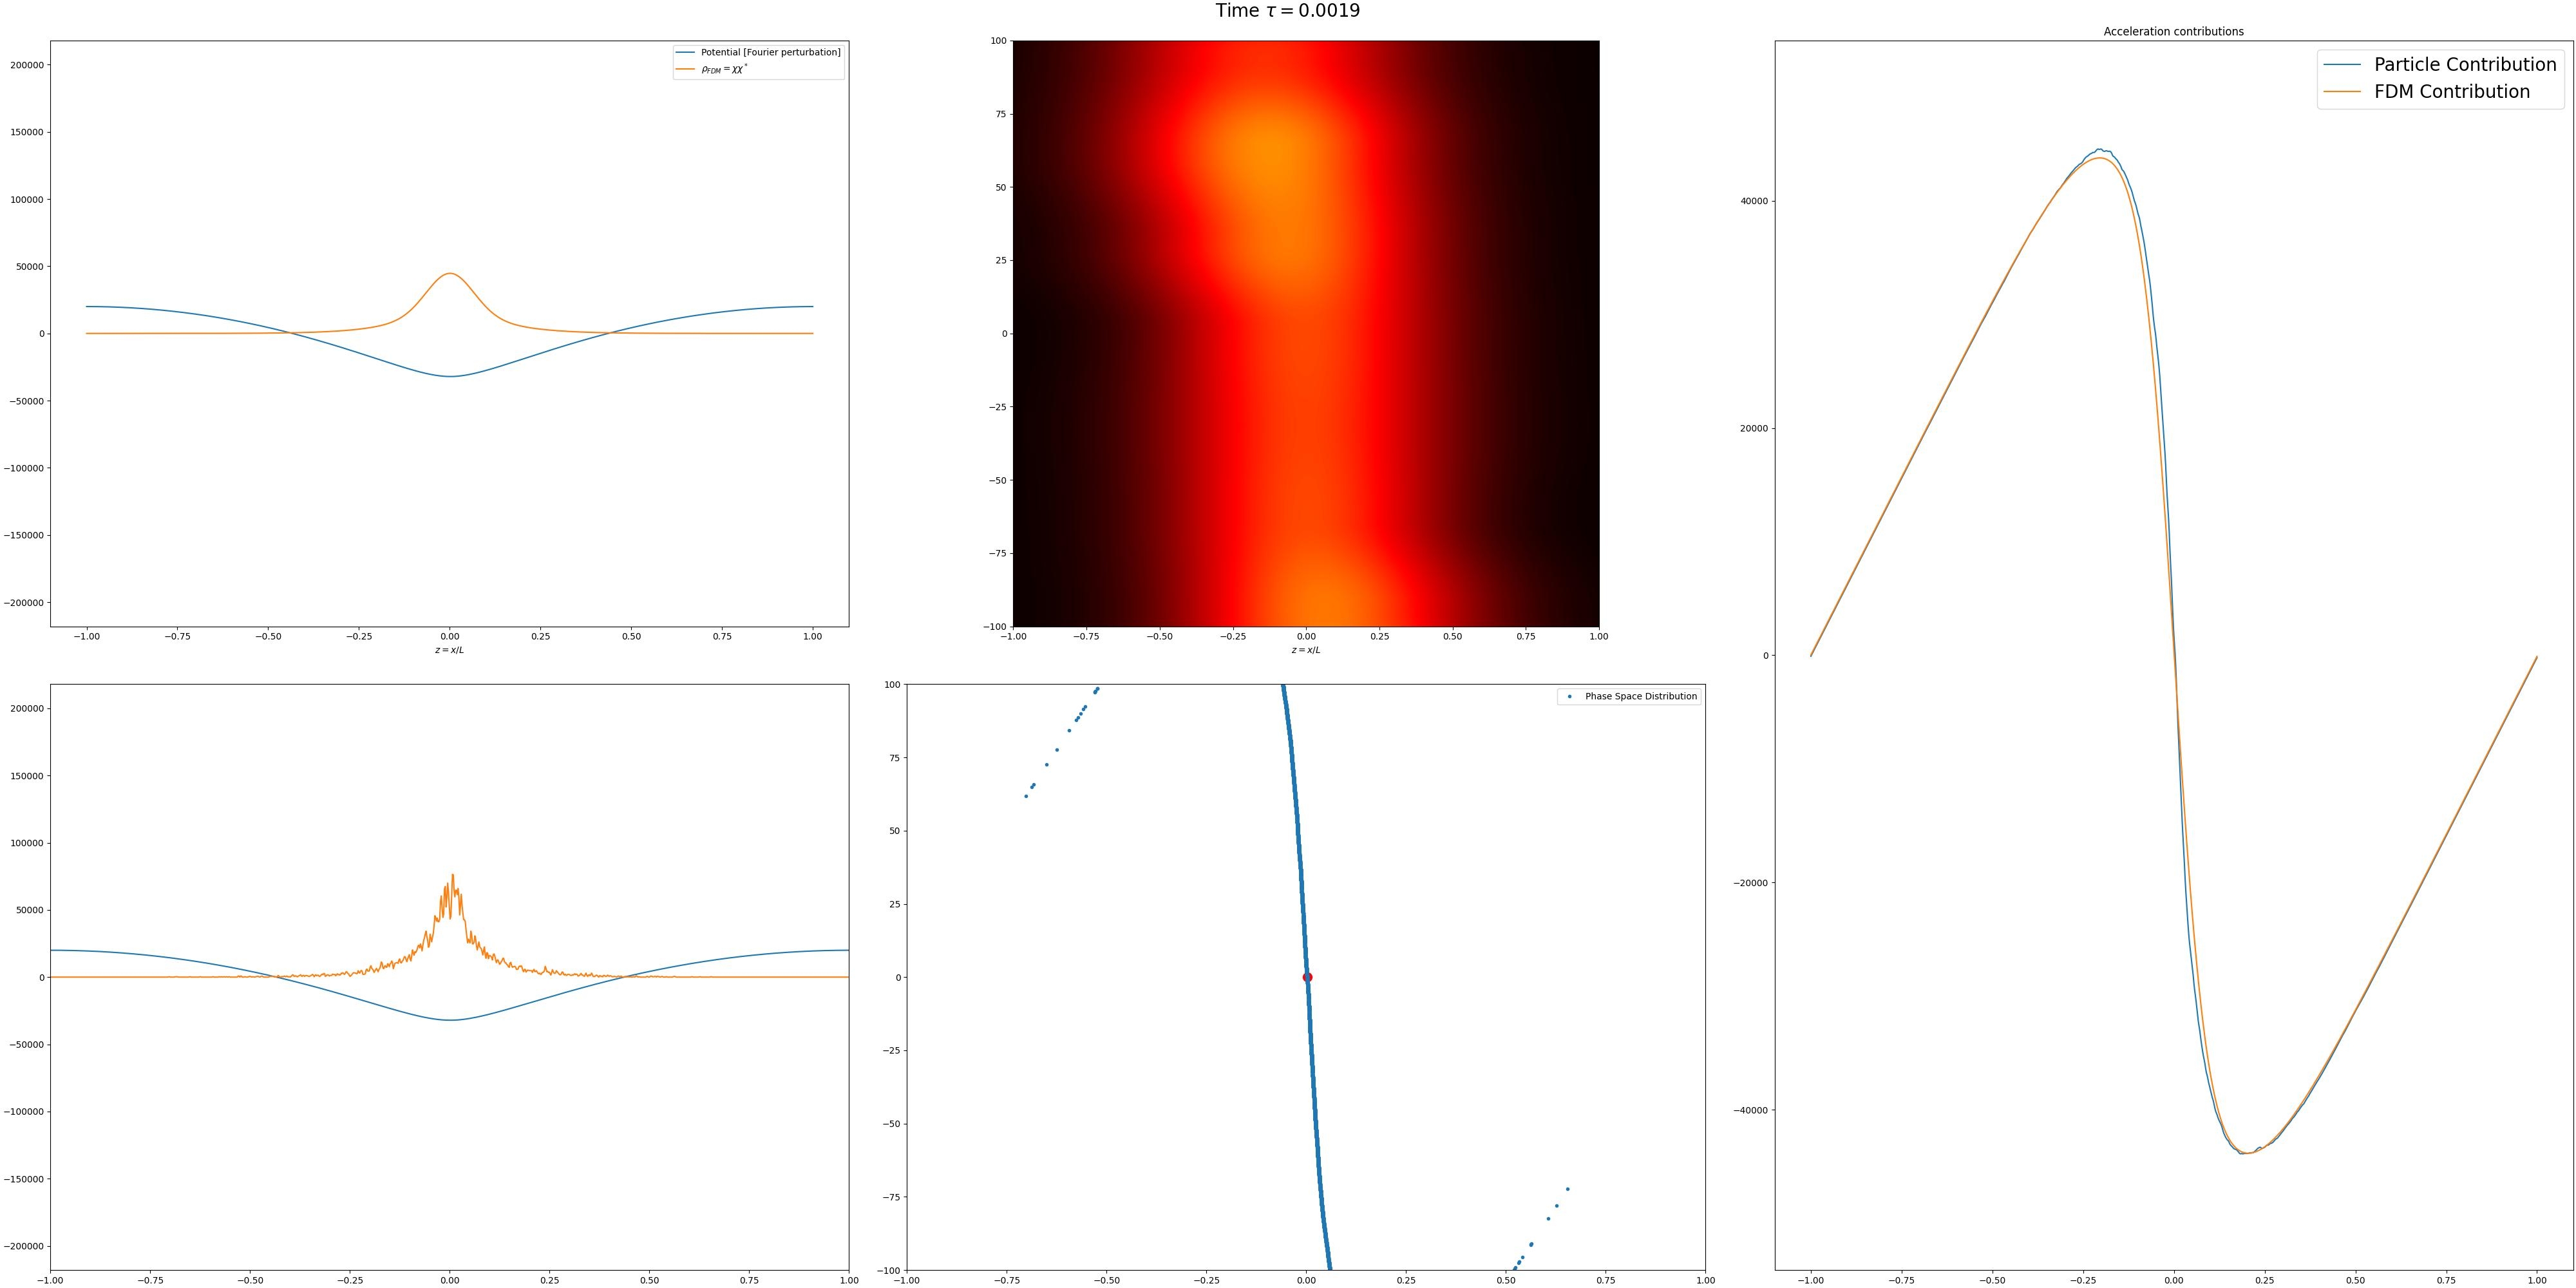 Time τ = 0.0019
200000
150000
100000
50000
0
−50000
−100000
−150000
−200000
−1.00 −0.75 −0.50 −0.25 0.00 0.25 0.50 0.75 1.00
z = x/L
Potential [Fourier perturbation]
ρ_FDM = χχ*
100
75
50
25
0
−25
−50
−75
−100
−1.00 −0.75 −0.50 −0.25 0.00 0.25 0.50 0.75 1.00
z = x/L
Acceleration contributions
Particle Contribution
FDM Contribution
40000
20000
0
−20000
−40000
−1.00 −0.75 −0.50 −0.25 0.00 0.25 0.50 0.75 1.00
200000
150000
100000
50000
0
−50000
−100000
−150000
−200000
−1.00 −0.75 −0.50 −0.25 0.00 0.25 0.50 0.75 1.00
Phase Space Distribution
100
75
50
25
0
−25
−50
−75
−100
−1.00 −0.75 −0.50 −0.25 0.00 0.25 0.50 0.75 1.00